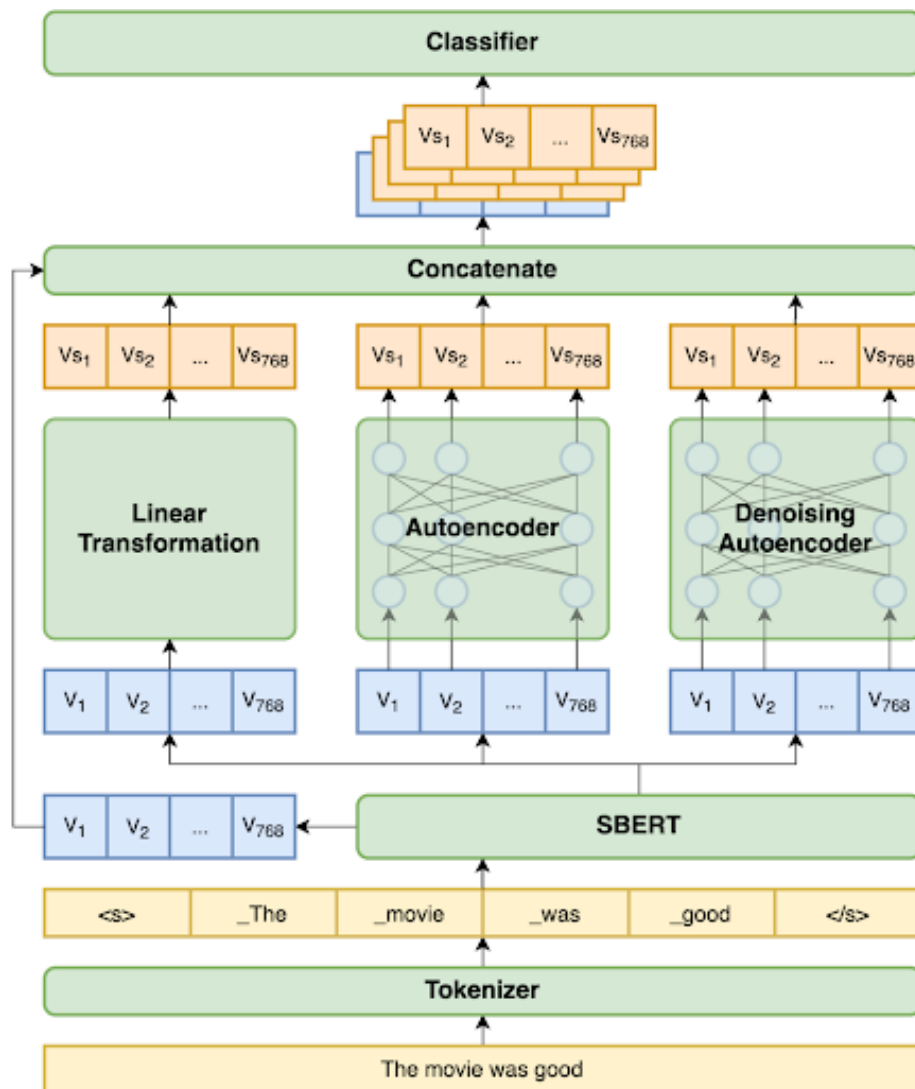 Classifier
Vs1 Vs2 ... Vs768
Concatenate
Vs1 Vs2 ... Vs768 Vs1 Vs2 ... Vs768 Vs1 Vs2 ... Vs768
Linear
Transformation
Autoencoder
Denoising
Autoencoder
V1 V2 ... V768 V1 V2 ... V768 V1 V2 ... V768
V1 V2 ... V768
SBERT
<s> _The _movie _was _good </s>
Tokenizer
The movie was good